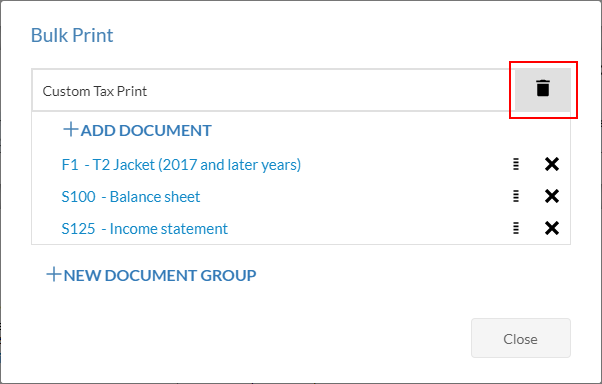 Bulk Print
Custom Tax Print
+ADD DOCUMENT
F1 - T2 Jacket (2017 and later years)
S100 - Balance sheet
S125 - Income statement
+NEW DOCUMENT GROUP
Close